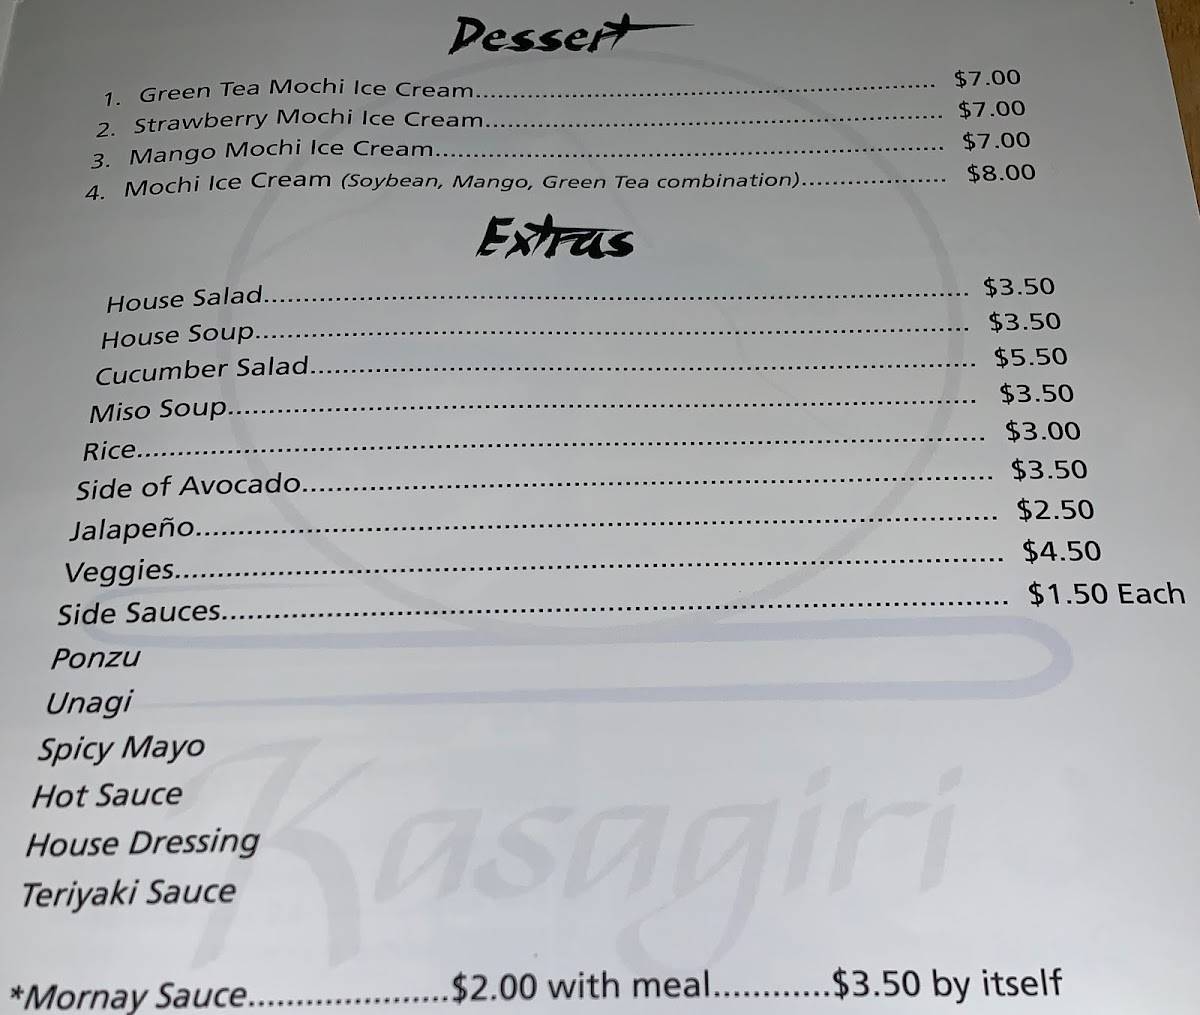 Dessert
1. Green Tea Mochi Ice Cream.......... $7.00
2. Strawberry Mochi Ice Cream.......... $7.00
3. Mango Mochi Ice Cream.......... $7.00
4. Mochi Ice Cream (Soybean, Mango, Green Tea combination).......... $8.00
Extras
House Salad.......... $3.50
House Soup.......... $3.50
Cucumber Salad.......... $5.50
Miso Soup.......... $3.50
Rice.......... $3.00
Side of Avocado.......... $3.50
Jalapeño.......... $2.50
Veggies.......... $4.50
Side Sauces.......... $1.50 Each
Ponzu
Unagi
Spicy Mayo
Hot Sauce
House Dressing
Teriyaki Sauce
Kasagiri
*Mornay Sauce..........$2.00 with meal..........$3.50 by itself